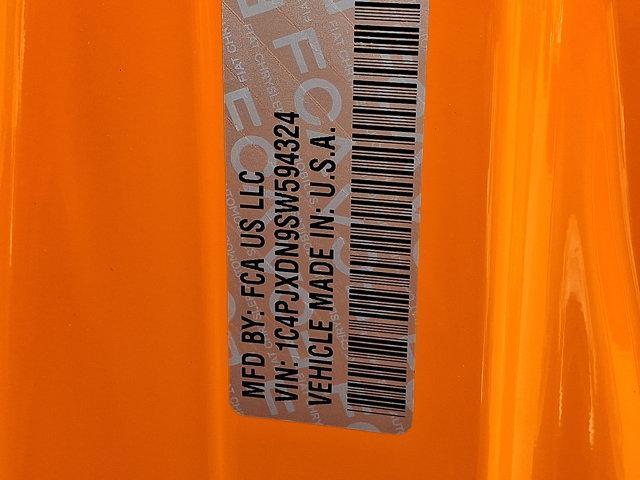 MFD BY: FCA US LLC
VIN: 1C4PJXDN9SW594324
VEHICLE MADE IN: U.S.A.